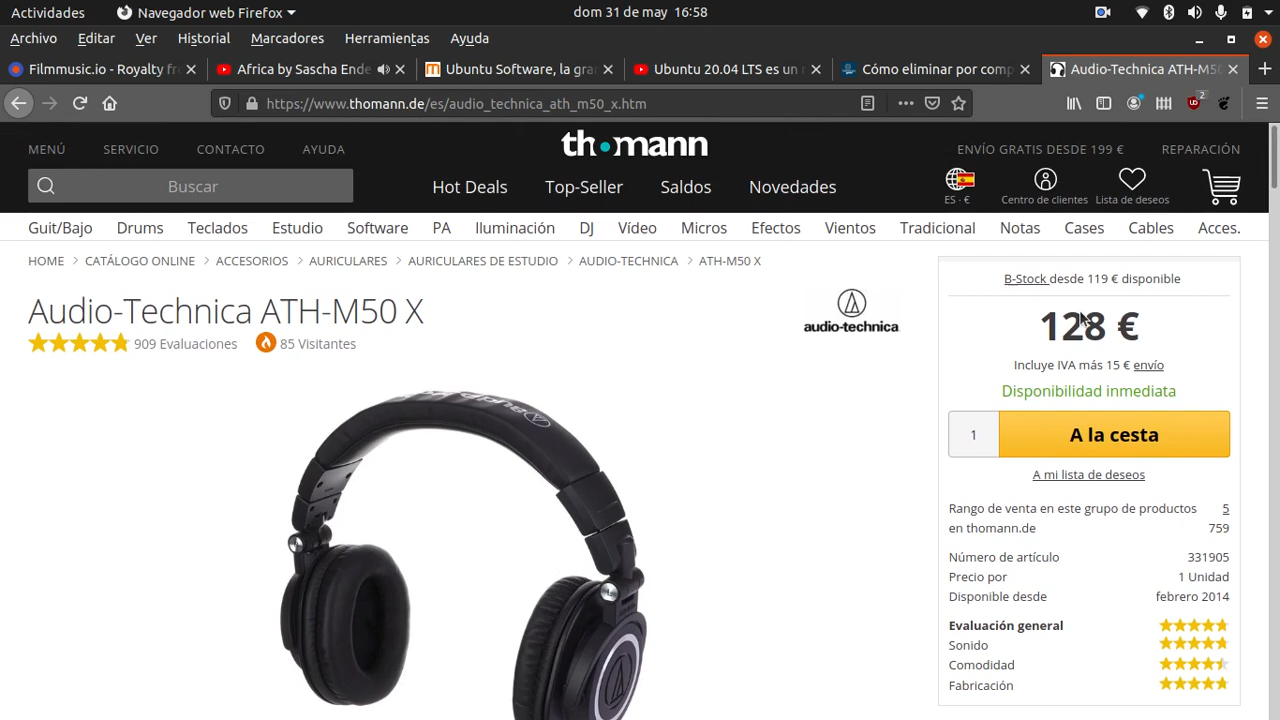 Actividades
Navegador web Firefox
dom 31 de may 16:58
Archivo Editar Ver Historial Marcadores Herramientas Ayuda
Filmmusic.io - Royalty fr
Africa by Sascha Ende
Ubuntu Software, la gra
Ubuntu 20.04 LTS es un r
Cómo eliminar por comp
Audio-Technica ATH-M50
https://www.thomann.de/es/audio_technica_ath_m50_x.htm
2
MENÚ SERVICIO CONTACTO AYUDA
thomann
ENVÍO GRATIS DESDE 199 € REPARACIÓN
Buscar
Hot Deals Top-Seller Saldos Novedades
ES · € Centro de clientes Lista de deseos
Guit/Bajo Drums Teclados Estudio Software PA Iluminación DJ Vídeo Micros Efectos Vientos Tradicional Notas Cases Cables Acces.
HOME > CATÁLOGO ONLINE > ACCESORIOS > AURICULARES > AURICULARES DE ESTUDIO > AUDIO-TECHNICA > ATH-M50 X
Audio-Technica ATH-M50 X
909 Evaluaciones 85 Visitantes
audio-technica
B-Stock desde 119 € disponible
128 €
Incluye IVA más 15 € envío
Disponibilidad inmediata
1 A la cesta
A mi lista de deseos
Rango de venta en este grupo de productos 5
en thomann.de 759
Número de artículo 331905
Precio por 1 Unidad
Disponible desde febrero 2014
Evaluación general
Sonido
Comodidad
Fabricación